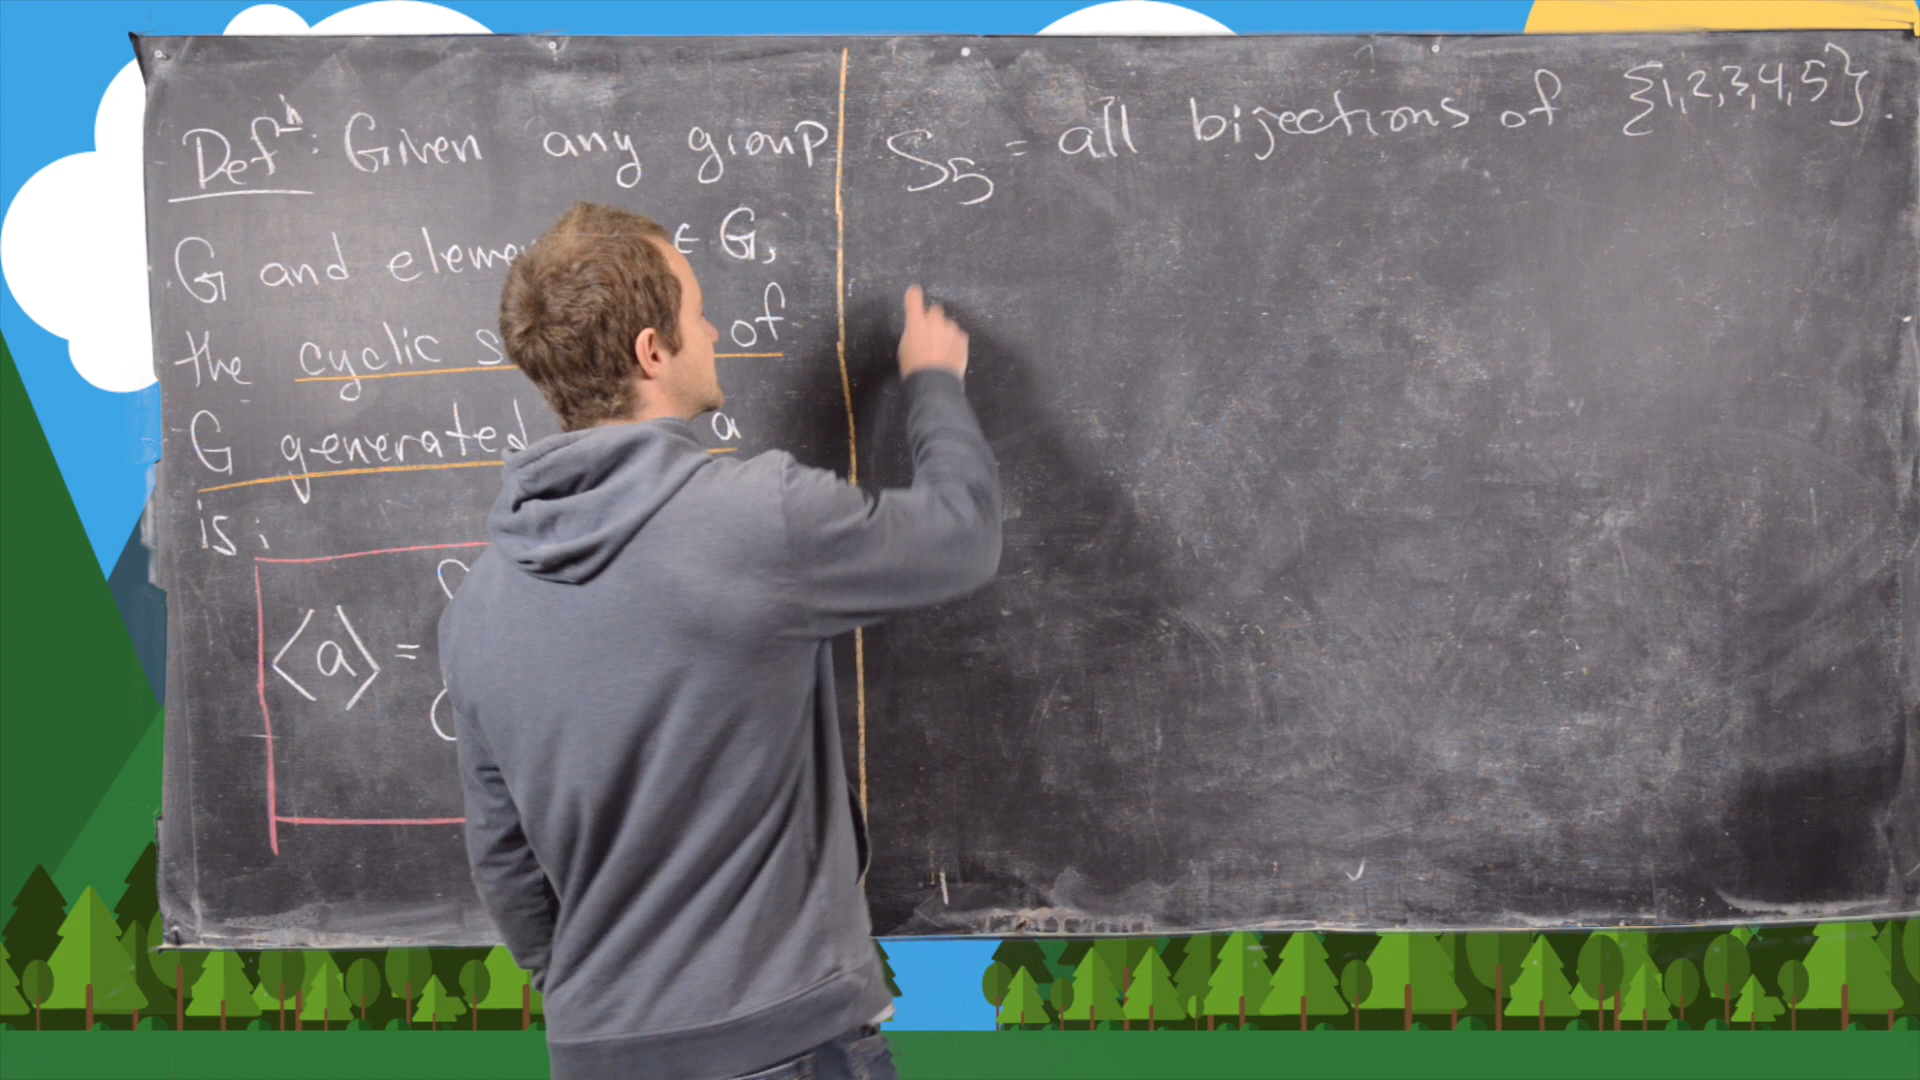 Defⁿ: Given any group
G and eleme ∈ G,
the cyclic s of
G generated a
is:
⟨a⟩ =
S₅ = all bijections of {1,2,3,4,5}.